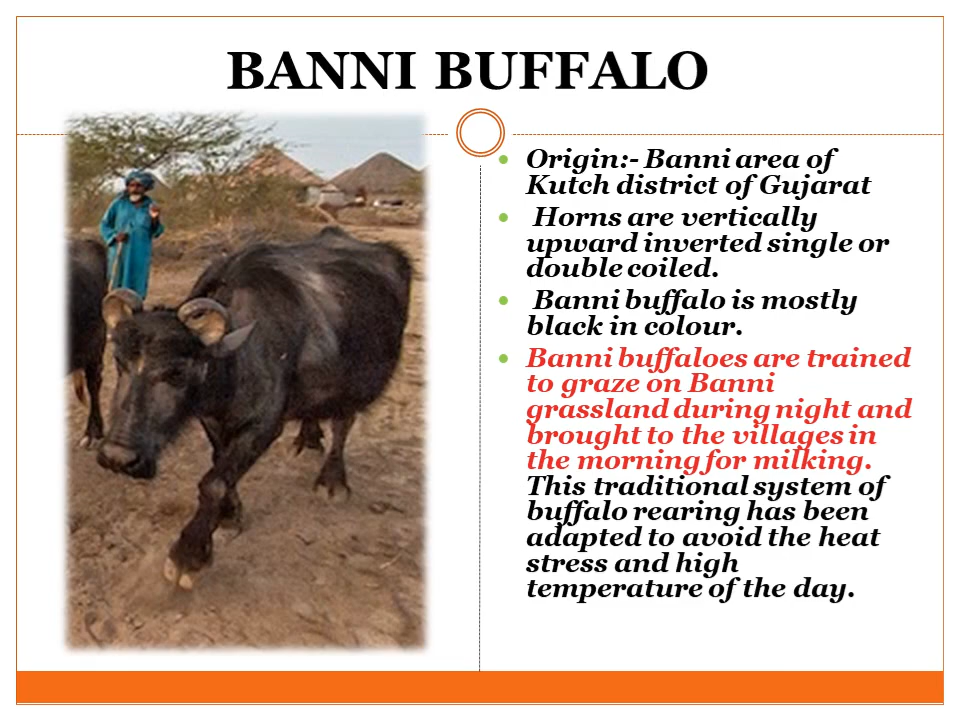 BANNI BUFFALO
Origin:- Banni area of
Kutch district of Gujarat
Horns are vertically
upward inverted single or
double coiled.
Banni buffalo is mostly
black in colour.
Banni buffaloes are trained
to graze on Banni
grassland during night and
brought to the villages in
the morning for milking.
This traditional system of
buffalo rearing has been
adapted to avoid the heat
stress and high
temperature of the day.